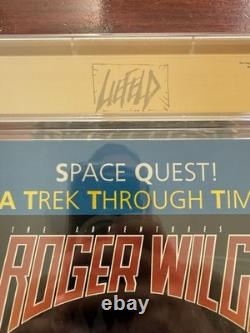 LIEFELD
SPACE QUEST!
A TREK THROUGH TIM
THE ADVENTURES
ROGER WILC